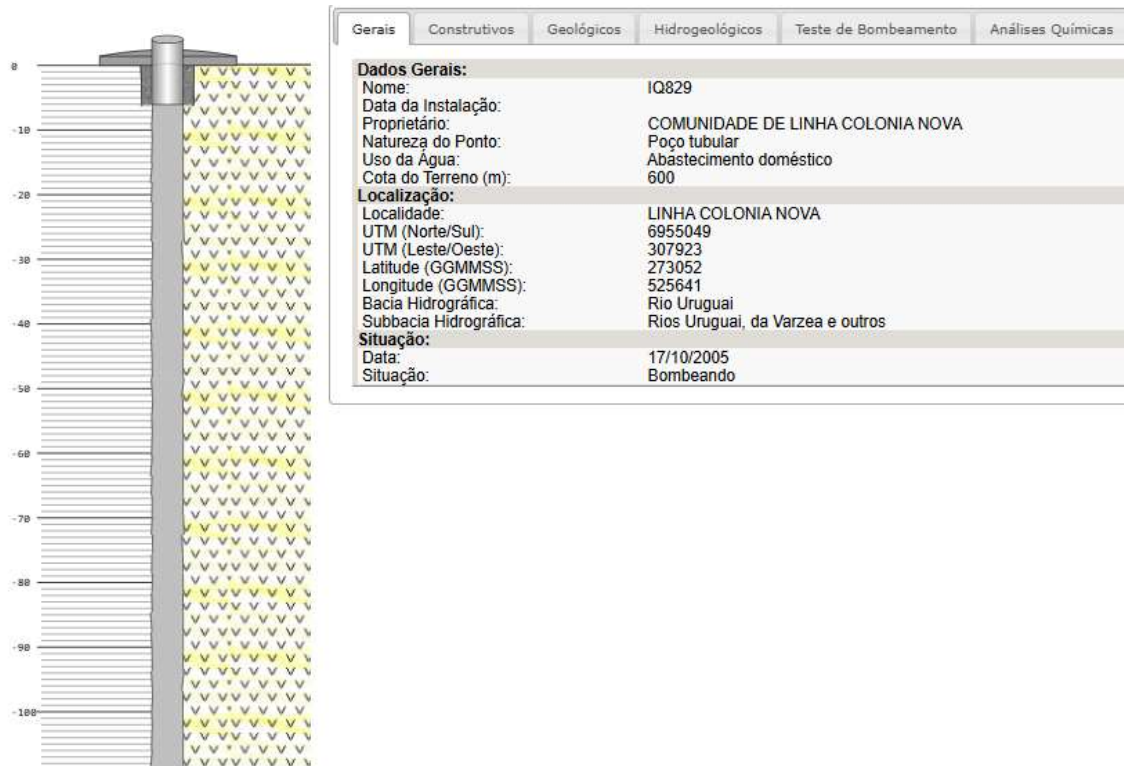 Gerais Construtivos Geológicos Hidrogeológicos Teste de Bombeamento Análises Químicas
Dados Gerais:
Nome: IQ829
Data da Instalação:
Proprietário: COMUNIDADE DE LINHA COLONIA NOVA
Natureza do Ponto: Poço tubular
Uso da Água: Abastecimento doméstico
Cota do Terreno (m): 600
Localização:
Localidade: LINHA COLONIA NOVA
UTM (Norte/Sul): 6955049
UTM (Leste/Oeste): 307923
Latitude (GGMMSS): 273052
Longitude (GGMMSS): 525641
Bacia Hidrográfica: Rio Uruguai
Subbacia Hidrográfica: Rios Uruguai, da Varzea e outros
Situação:
Data: 17/10/2005
Situação: Bombeando
0
-10
-20
-30
-40
-50
-60
-70
-80
-90
-100